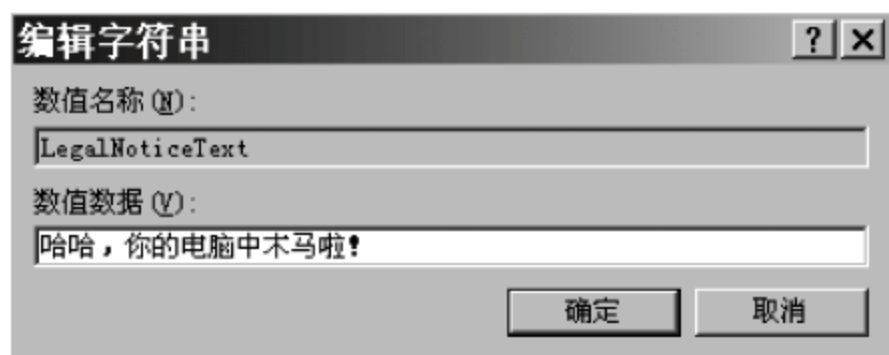 编辑字符串
数值名称(N):
LegalNoticeText
数值数据(V):
哈哈，你的电脑中木马啦!
确定 取消